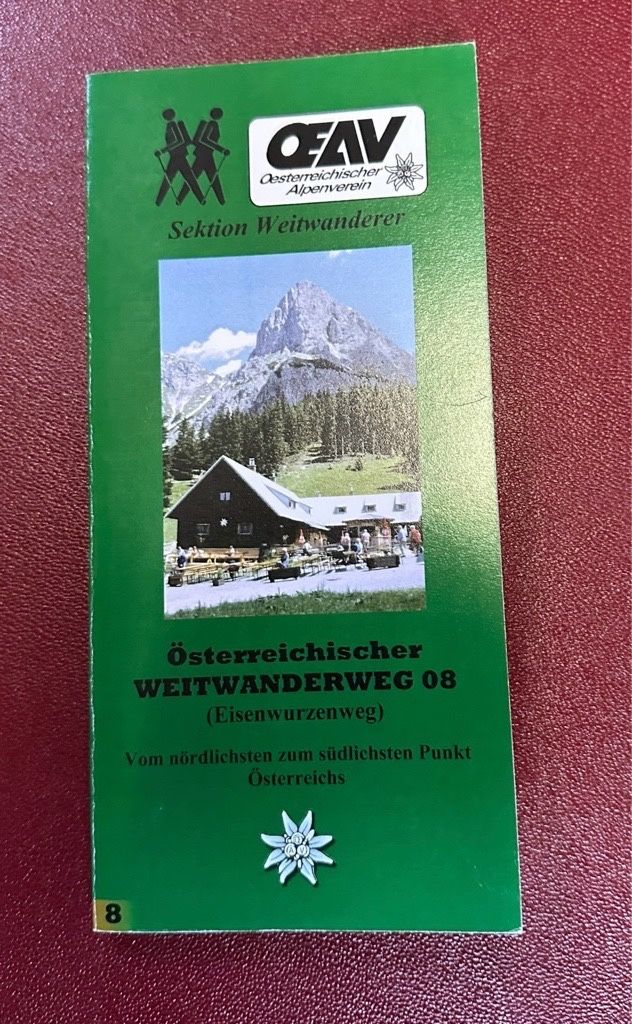 OEAV
Oesterreichischer
Alpenverein
Sektion Weitwanderer
Österreichischer
WEITWANDERWEG 08
(Eisenwurzenweg)
Vom nördlichsten zum südlichsten Punkt
Österreichs
8